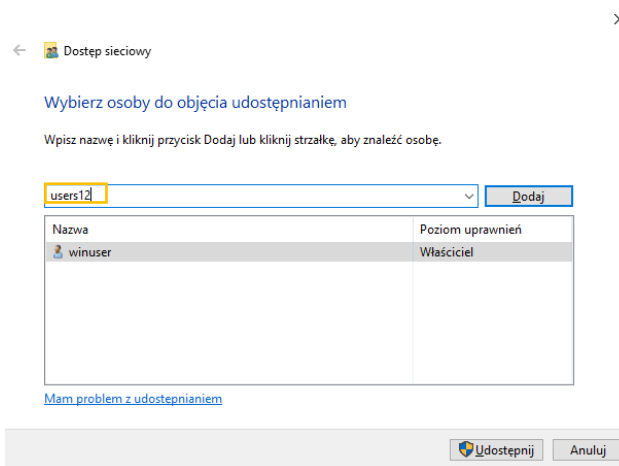 Dostęp sieciowy
Wybierz osoby do objęcia udostępnianiem
Wpisz nazwę i kliknij przycisk Dodaj lub kliknij strzałkę, aby znaleźć osobę.
users12 Dodaj
Nazwa Poziom uprawnień
winuser Właściciel
Mam problem z udostępnianiem
Udostępnij Anuluj